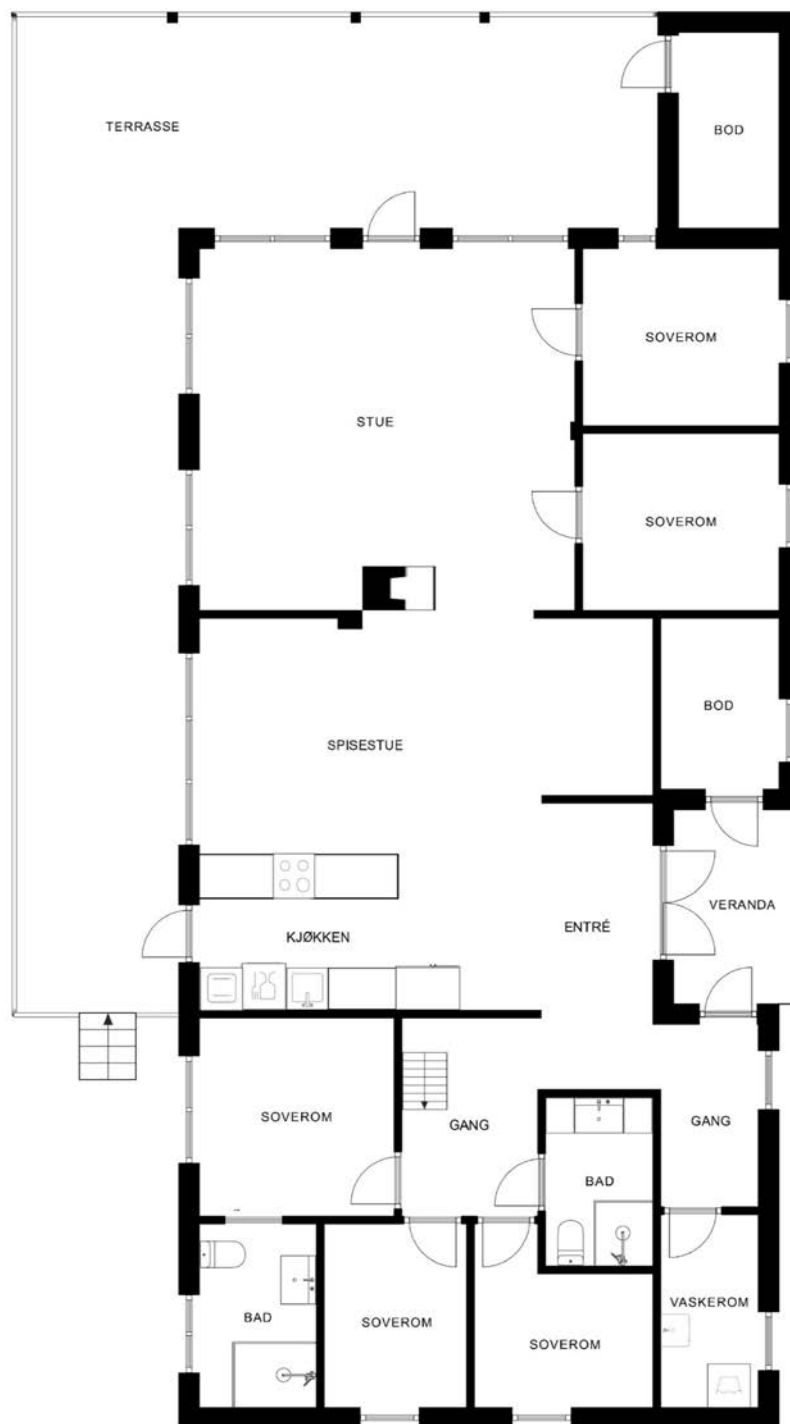 TERRASSE
BOD
SOVEROM
STUE
SOVEROM
BOD
SPISESTUE
VERANDA
ENTRÉ
KJØKKEN
SOVEROM
GANG
GANG
BAD
VASKEROM
BAD
SOVEROM
SOVEROM